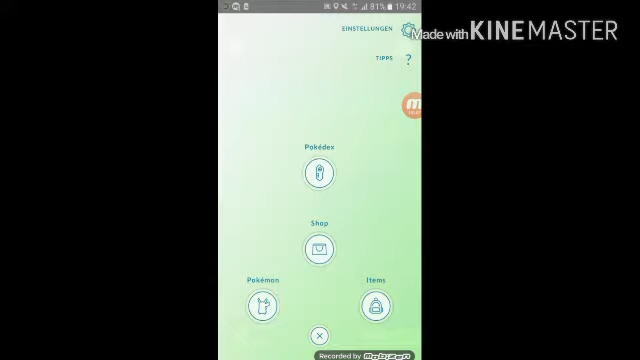 81% 19:42
EINSTELLUNGEN
Made with KINEMASTER
TIPPS ?
Pokédex
Shop
Pokémon
Items
Recorded by mobizen